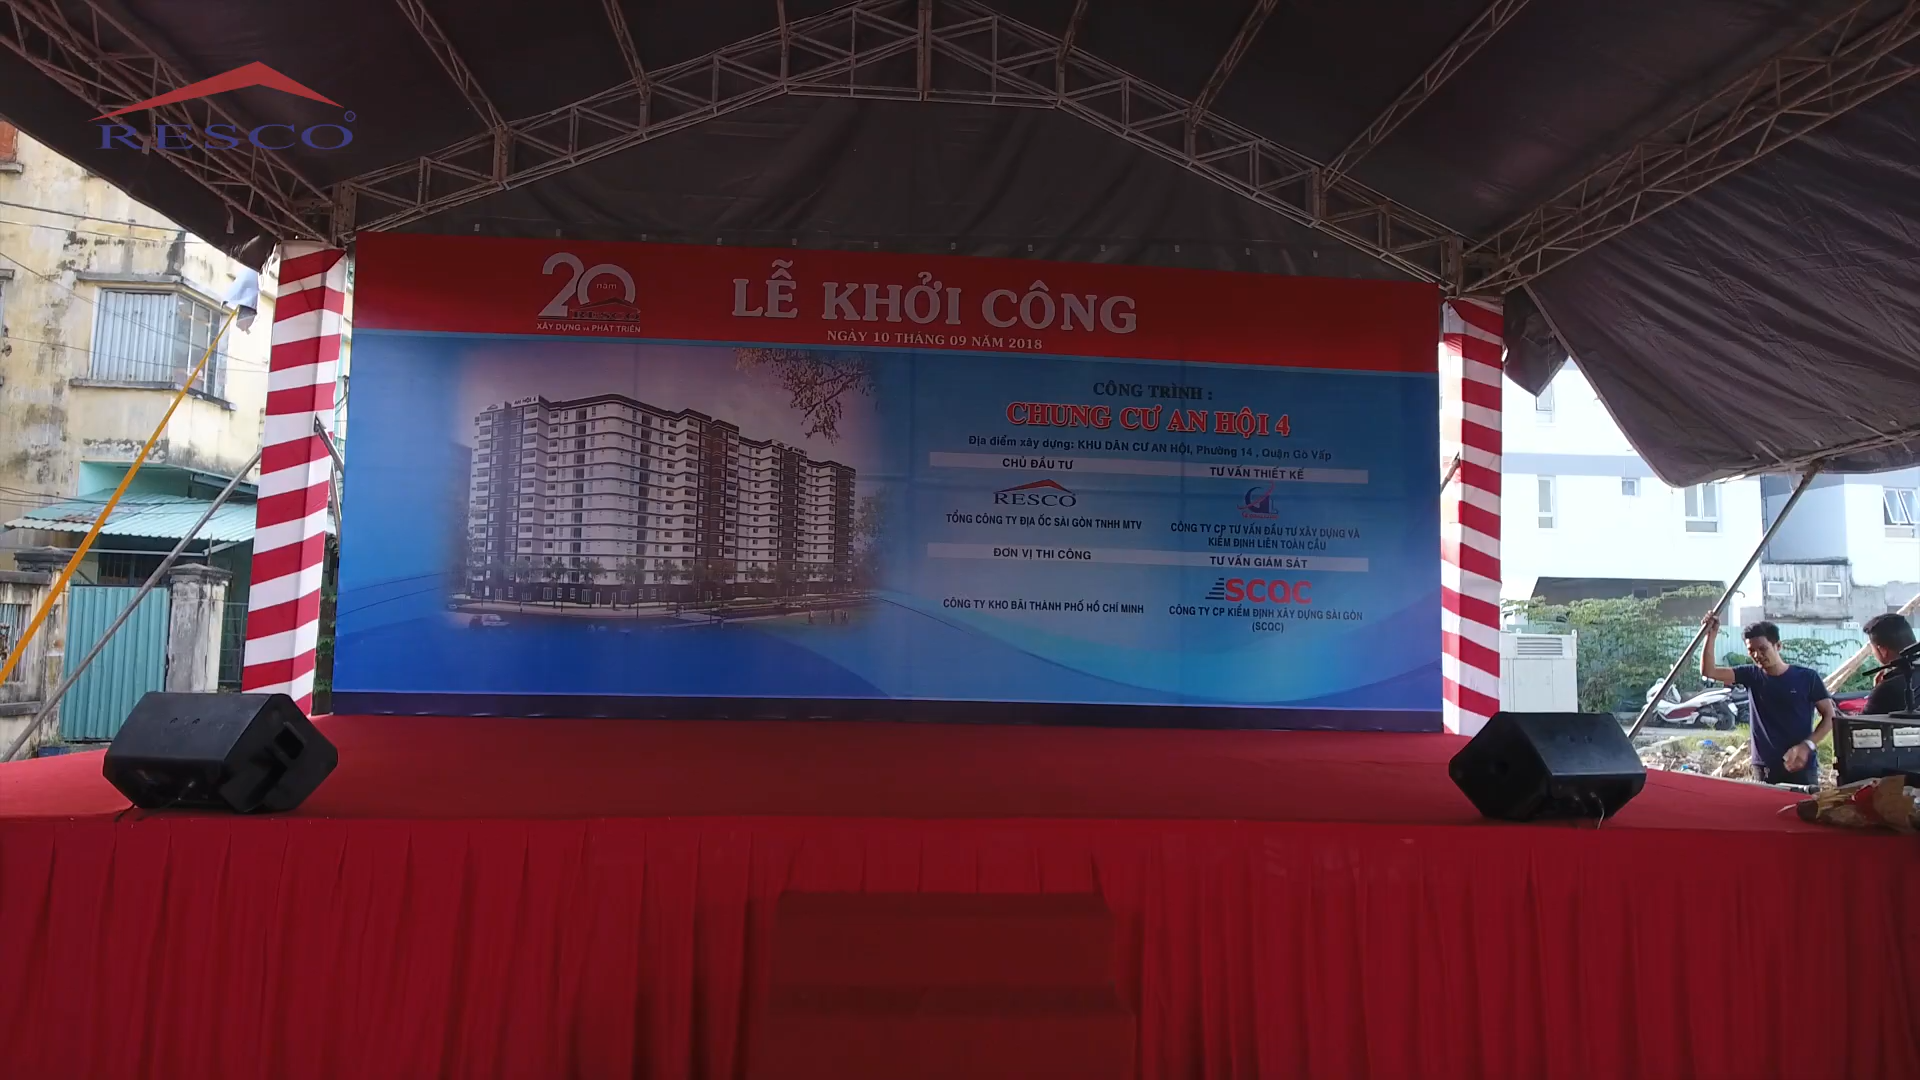 RESCO
20
năm
RESCO
XÂY DỰNG và PHÁT TRIỂN
LỄ KHỞI CÔNG
NGÀY 10 THÁNG 09 NĂM 2018
AN HỘI 4
CÔNG TRÌNH :
CHUNG CƯ AN HỘI 4
Địa điểm xây dựng: KHU DÂN CƯ AN HỘI, Phường 14 , Quận Gò Vấp
CHỦ ĐẦU TƯ
RESCO
TỔNG CÔNG TY ĐỊA ỐC SÀI GÒN TNHH MTV
TƯ VẤN THIẾT KẾ
CÔNG TY CP TƯ VẤN ĐẦU TƯ XÂY DỰNG VÀ
KIỂM ĐỊNH LIÊN TOÀN CẦU
ĐƠN VỊ THI CÔNG
CÔNG TY KHO BÃI THÀNH PHỐ HỒ CHÍ MINH
TƯ VẤN GIÁM SÁT
SCQC
CÔNG TY CP KIỂM ĐỊNH XÂY DỰNG SÀI GÒN
(SCQC)